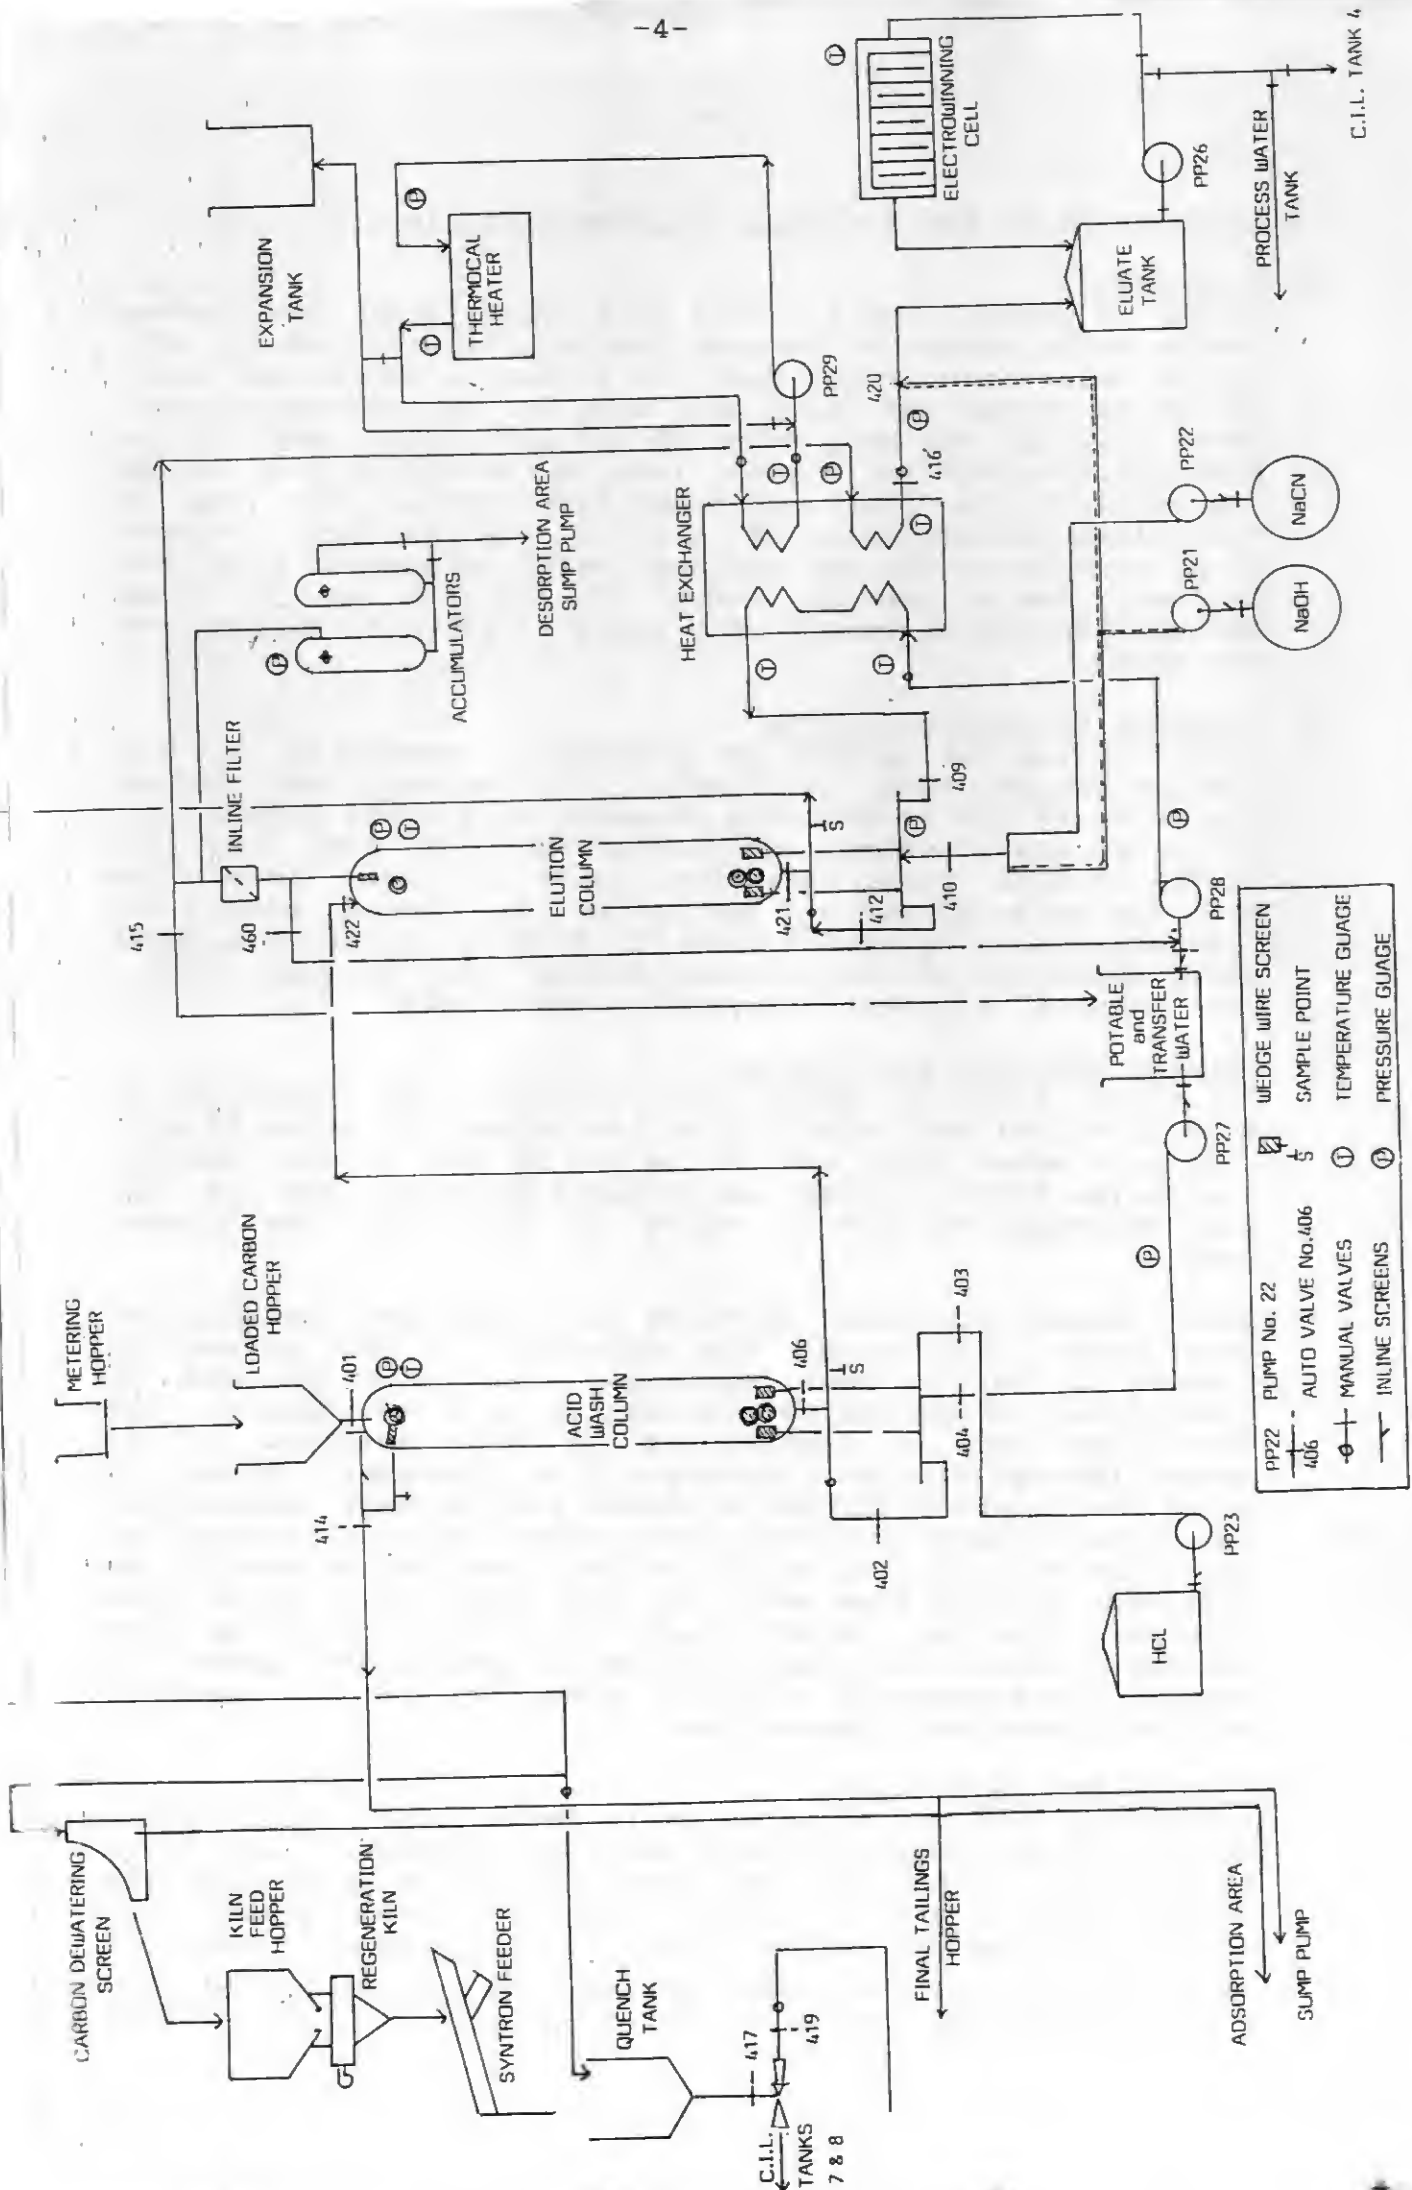 -4-
METERING
HOPPER
LOADED CARBON
HOPPER
401
414
P
T
ACID
WASH
COLUMN
406
S
402
404
403
HCL
PP23
PP27
P
POTABLE
and
TRANSFER
WATER
PP28
P
415
INLINE FILTER
460
422
P
T
ELUTION
COLUMN
421
S
412
P
410
409
ACCUMULATORS
P
DESORPTION AREA
SUMP PUMP
EXPANSION
TANK
THERMOCAL
HEATER
P
T
PP29
HEAT EXCHANGER
T
P
T
T
T
416
P
420
PP21
NaOH
PP22
NaCN
T
ELECTROWINNING
CELL
ELUATE
TANK
PP26
PROCESS WATER
TANK
C.I.L. TANK 4
CARBON DEWATERING
SCREEN
KILN
FEED
HOPPER
REGENERATION
KILN
SYNTRON FEEDER
QUENCH
TANK
417
419
C.I.L.
TANKS
7 & 8
FINAL TAILINGS
HOPPER
ADSORPTION AREA
SUMP PUMP
PP22 PUMP No. 22
406 AUTO VALVE No.406
MANUAL VALVES
INLINE SCREENS
WEDGE WIRE SCREEN
S SAMPLE POINT
T TEMPERATURE GUAGE
P PRESSURE GUAGE